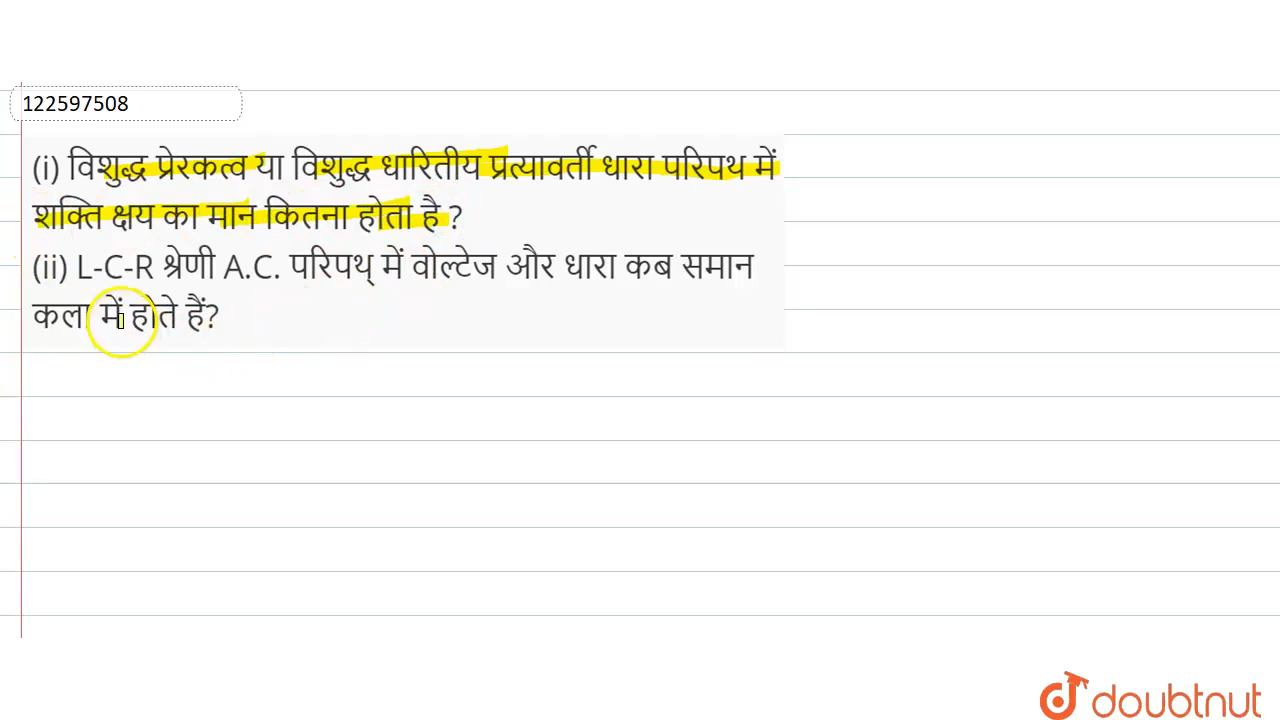 122597508
(i) विशुद्ध प्रेरकत्व या विशुद्ध धारितीय प्रत्यावर्ती धारा परिपथ में
शक्ति क्षय का मान कितना होता है ?
(ii) L-C-R श्रेणी A.C. परिपथ् में वोल्टेज और धारा कब समान
कला में होते हैं?
doubtnut